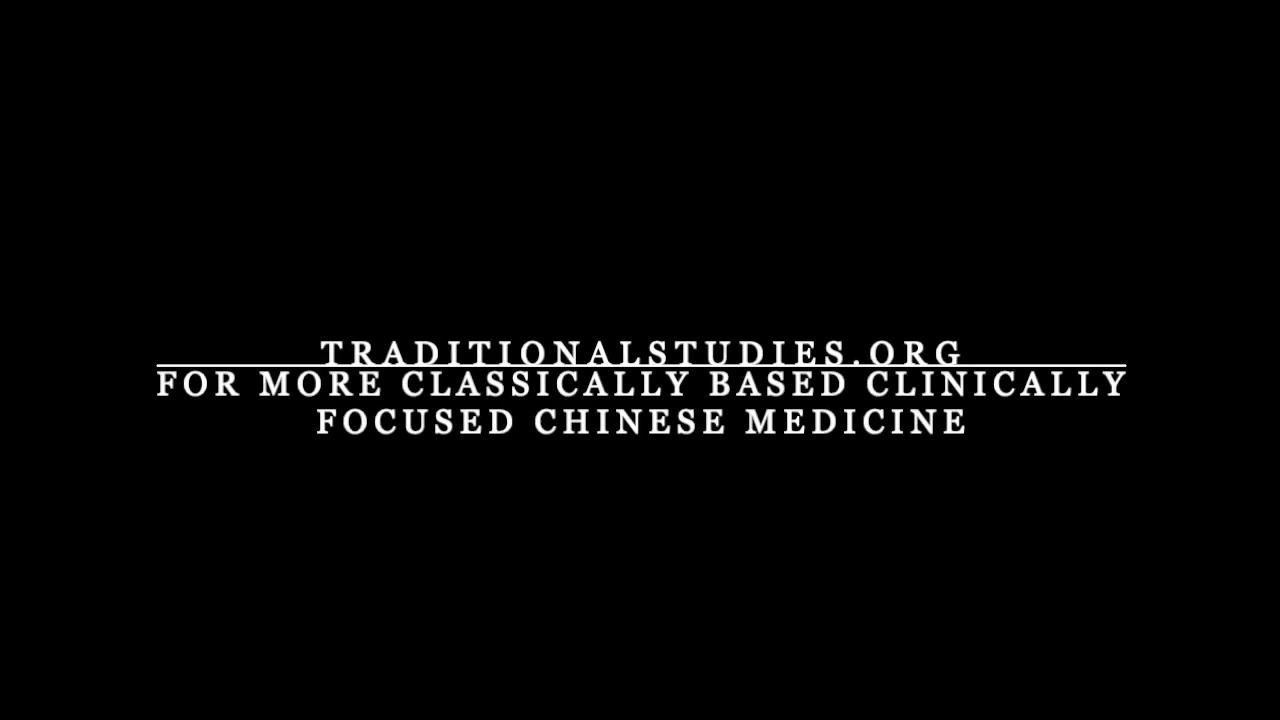 TRADITIONALSTUDIES.ORG
FOR MORE CLASSICALLY BASED CLINICALLY
FOCUSED CHINESE MEDICINE